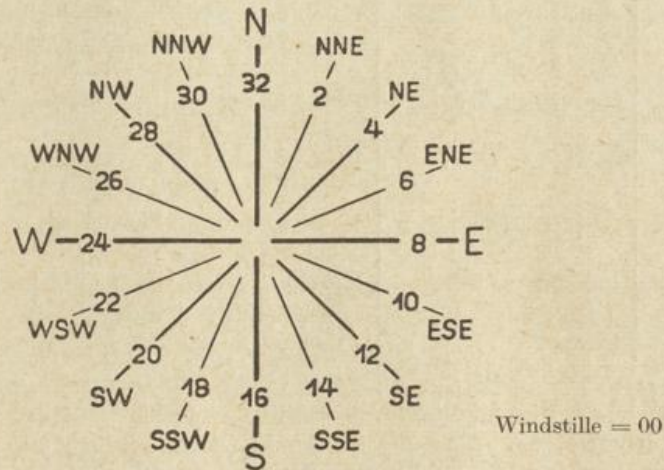 N
NNW NNE
32
NW 30 2 NE
28 4
WNW ENE
26 6
W 24 8 E
22 10
WSW ESE
20 12
SW 18 16 14 SE
SSW SSE
S
Windstille = 00